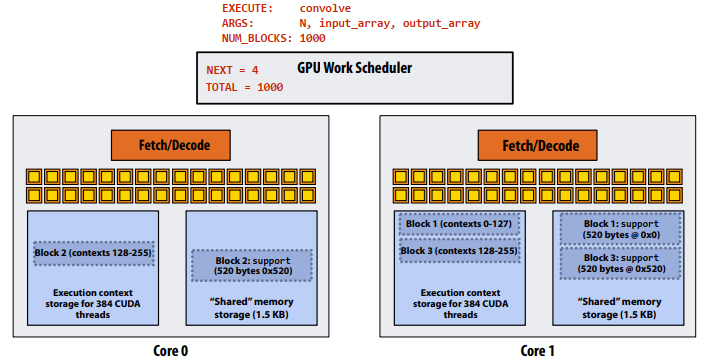 EXECUTE: convolve
ARGS: N, input_array, output_array
NUM_BLOCKS: 1000
GPU Work Scheduler
NEXT = 4
TOTAL = 1000
Fetch/Decode
Block 2 (contexts 128-255)
Execution context
storage for 384 CUDA
threads
Block 2: support
(520 bytes 0x520)
“Shared” memory
storage (1.5 KB)
Core 0
Fetch/Decode
Block 1 (contexts 0-127)
Block 3 (contexts 128-255)
Execution context
storage for 384 CUDA
threads
Block 1: support
(520 bytes @ 0x0)
Block 3: support
(520 bytes @ 0x520)
“Shared” memory
storage (1.5 KB)
Core 1